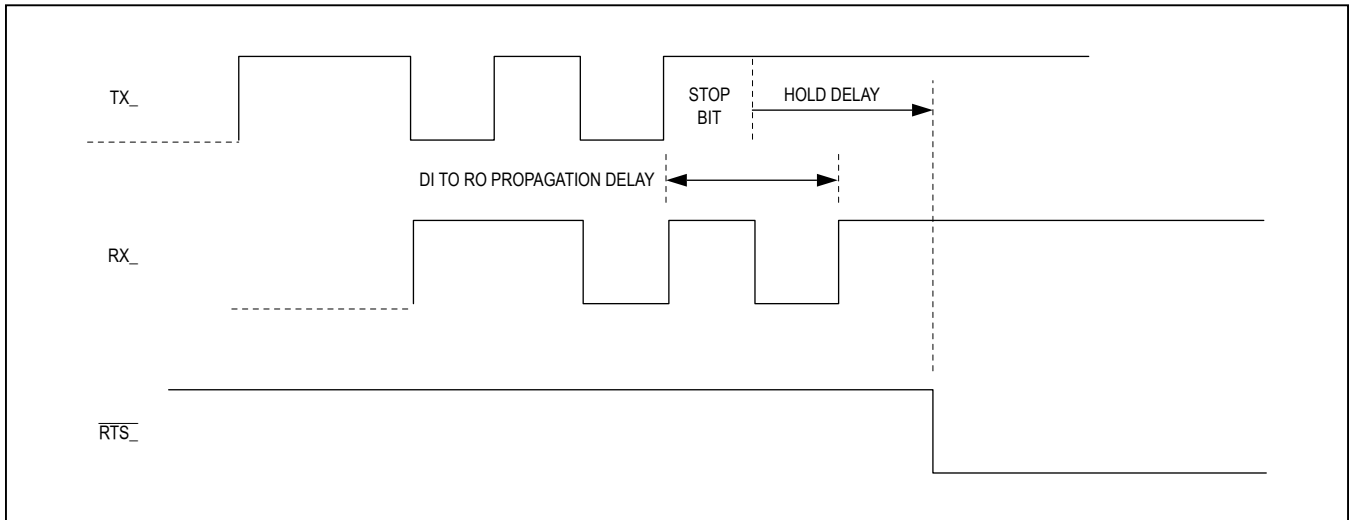 TX_
STOP
BIT
HOLD DELAY
DI TO RO PROPAGATION DELAY
RX_
RTS_